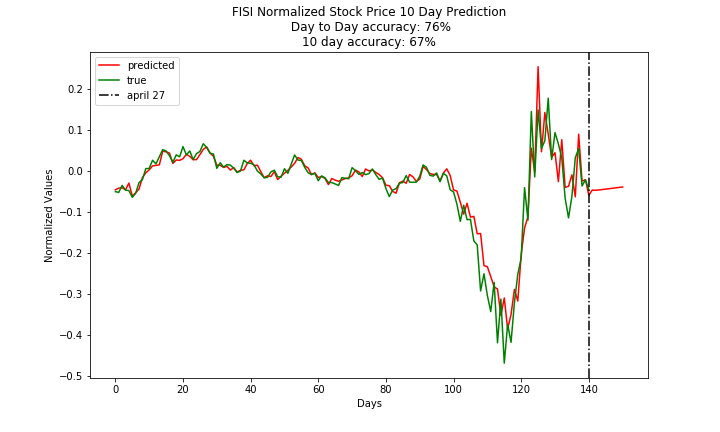 FISI Normalized Stock Price 10 Day Prediction
Day to Day accuracy: 76%
10 day accuracy: 67%
predicted
true
april 27
Normalized Values
0.2
0.1
0.0
−0.1
−0.2
−0.3
−0.4
−0.5
0 20 40 60 80 100 120 140
Days